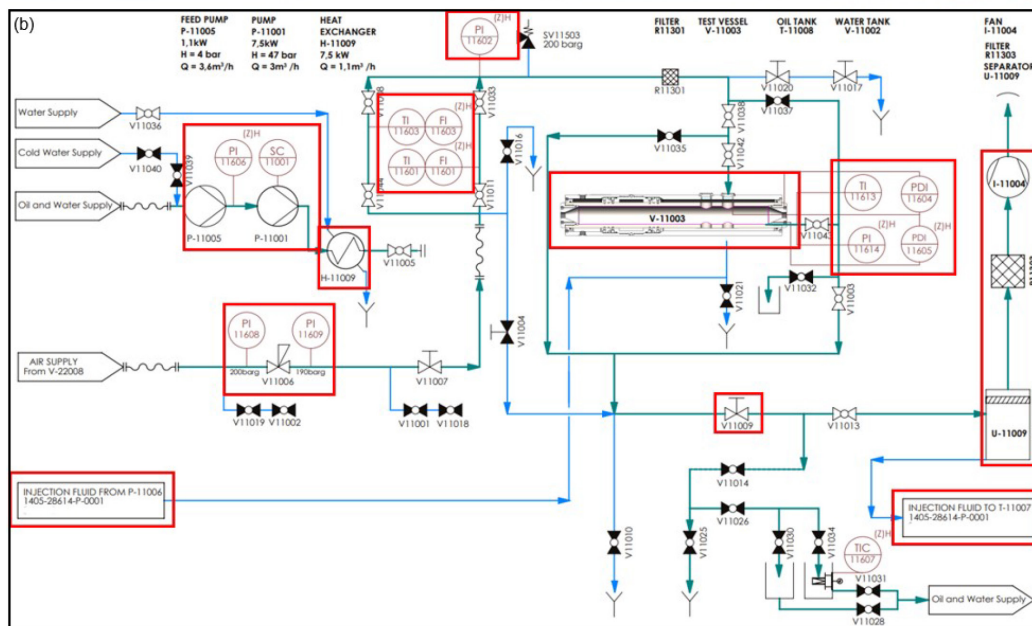 (b)
FEED PUMP
P-11005
1,1kW
H = 4 bar
Q = 3,6m³/h
PUMP
P-11001
7,5kW
H = 47 bar
Q = 3m³/h
HEAT
EXCHANGER
H-11009
7,5 kW
Q = 1,1m³/h
(Z)H
PI
11602
SV11503
200 barg
FILTER
R11301
TEST VESSEL
V-11003
OIL TANK
T-11008
WATER TANK
V-11002
FAN
I-11004
FILTER
R11303
SEPARATOR
U-11009
Water Supply
V11036
Cold Water Supply
V11040
V11039
Oil and Water Supply
(Z)H
PI
11606
SC
11001
P-11005
P-11001
H-11009
V11005
V11033
(Z)H
TI
11603
FI
11603
(Z)H
TI
11601
FI
11601
V11011
V11016
R11301
V11020
V11017
V11037
V11038
V11035
V11042
V-11003
TI
11613
PDI
11604
(Z)H
(Z)H
PI
11614
PDI
11605
V11032
V11003
V11021
I-11004
U-11009
AIR SUPPLY
From V-22008
PI
11608
PI
11609
200barg
V11006
190barg
V11007
V11004
V11019
V11002
V11001
V11018
V11009
V11013
INJECTION FLUID FROM P-11006
1405-28614-P-0001
V11014
V11026
V11010
V11025
V11030
V11034
(Z)H
TIC
11607
V11031
V11028
INJECTION FLUID TO T-11007
1405-28614-P-0001
Oil and Water Supply